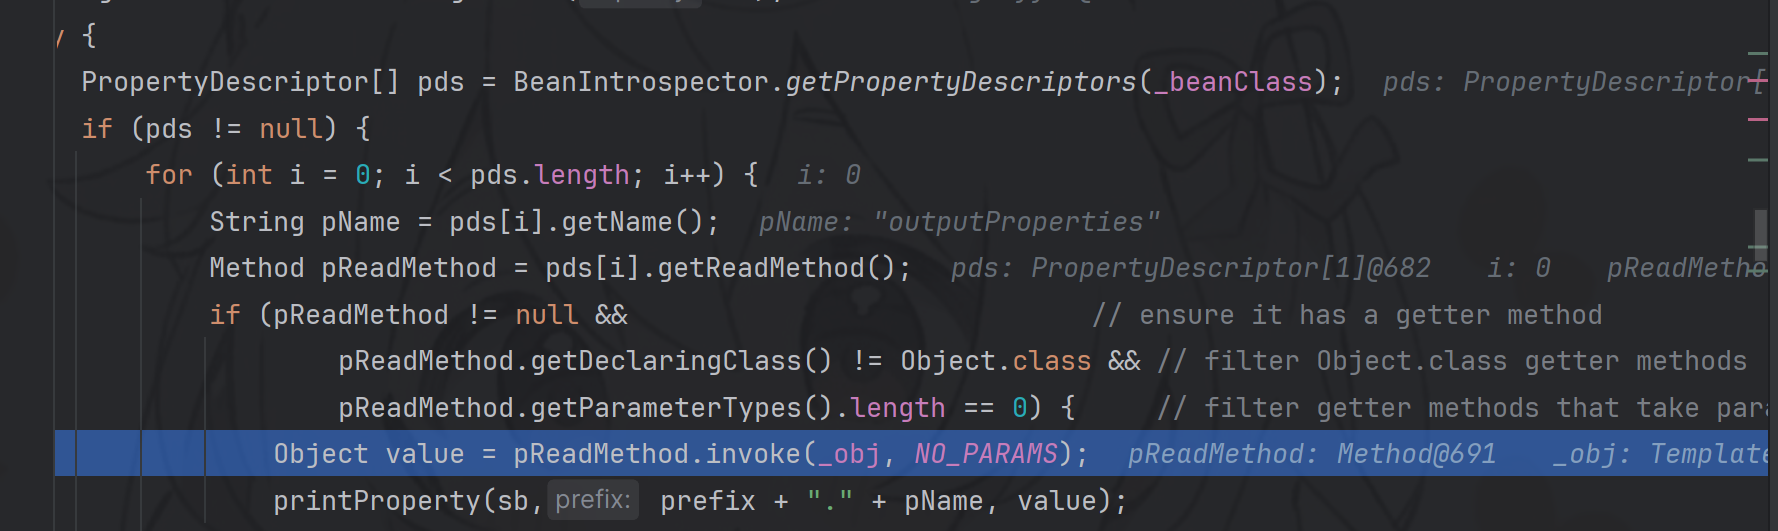 {
PropertyDescriptor[] pds = BeanIntrospector.getPropertyDescriptors(_beanClass); pds: PropertyDescriptor[
if (pds != null) {
for (int i = 0; i < pds.length; i++) { i: 0
String pName = pds[i].getName(); pName: "outputProperties"
Method pReadMethod = pds[i].getReadMethod(); pds: PropertyDescriptor[1]@682 i: 0 pReadMetho
if (pReadMethod != null && // ensure it has a getter method
pReadMethod.getDeclaringClass() != Object.class && // filter Object.class getter methods
pReadMethod.getParameterTypes().length == 0) { // filter getter methods that take para
Object value = pReadMethod.invoke(_obj, NO_PARAMS); pReadMethod: Method@691 _obj: Template
printProperty(sb, prefix: prefix + "." + pName, value);